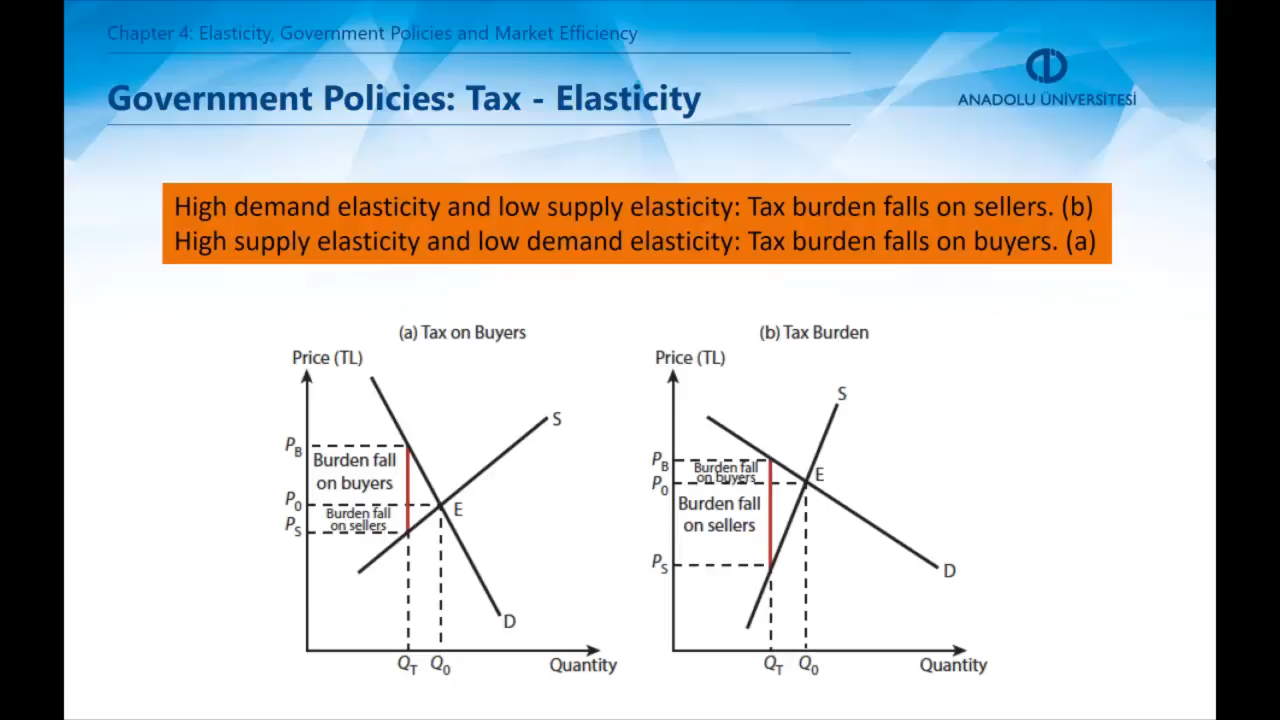 Chapter 4: Elasticity, Government Policies and Market Efficiency
Government Policies: Tax - Elasticity
ANADOLU ÜNİVERSİTESİ
High demand elasticity and low supply elasticity: Tax burden falls on sellers. (b)
High supply elasticity and low demand elasticity: Tax burden falls on buyers. (a)
(a) Tax on Buyers
Price (TL)
S
PB
Burden fall
on buyers
P0
E
Burden fall
on sellers
PS
D
QT Q0 Quantity
(b) Tax Burden
Price (TL)
S
PB
Burden fall
on buyers
E
P0
Burden fall
on sellers
PS
D
QT Q0 Quantity